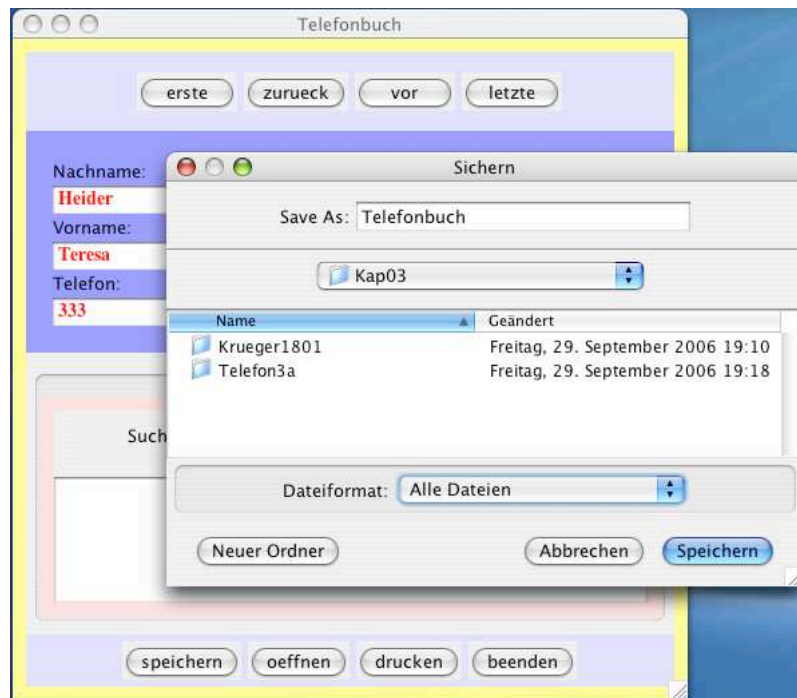 Telefonbuch
erste zurueck vor letzte
Nachname:
Heider
Vorname:
Teresa
Telefon:
333
Such
Sichern
Save As: Telefonbuch
Kap03
Name Geändert
Krueger1801 Freitag, 29. September 2006 19:10
Telefon3a Freitag, 29. September 2006 19:18
Dateiformat: Alle Dateien
Neuer Ordner Abbrechen Speichern
speichern oeffnen drucken beenden